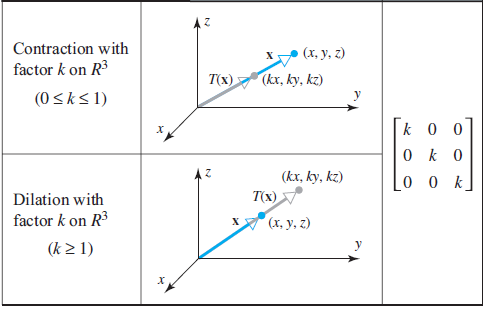 Contraction with
factor k on R³
(0 ≤ k ≤ 1)
z
x (x, y, z)
T(x) (kx, ky, kz)
y
x
k 0 0
0 k 0
0 0 k
Dilation with
factor k on R³
(k ≥ 1)
z
(kx, ky, kz)
T(x)
x (x, y, z)
y
x